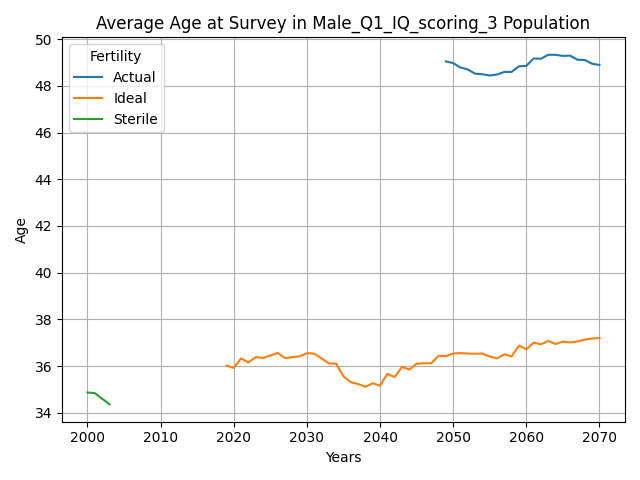 Average Age at Survey in Male_Q1_IQ_scoring_3 Population
50
48
46
44
42
40
38
36
34
Age
Fertility
Actual
Ideal
Sterile
2000 2010 2020 2030 2040 2050 2060 2070
Years